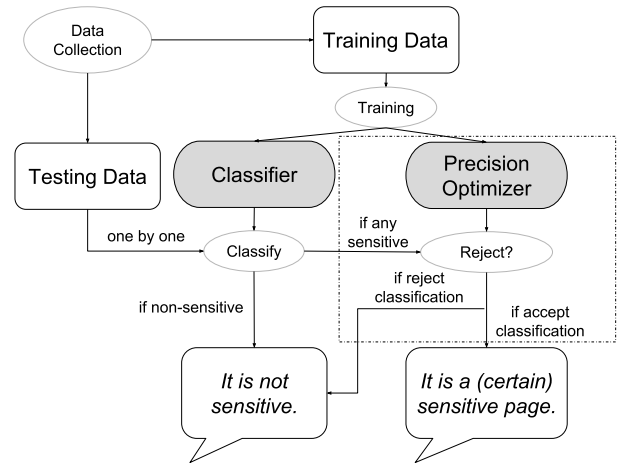 Data
Collection
Training Data
Training
Testing Data
Classifier
Precision
Optimizer
one by one
Classify
if any
sensitive
Reject?
if reject
classification
if non-sensitive
if accept
classification
It is not
sensitive.
It is a (certain)
sensitive page.